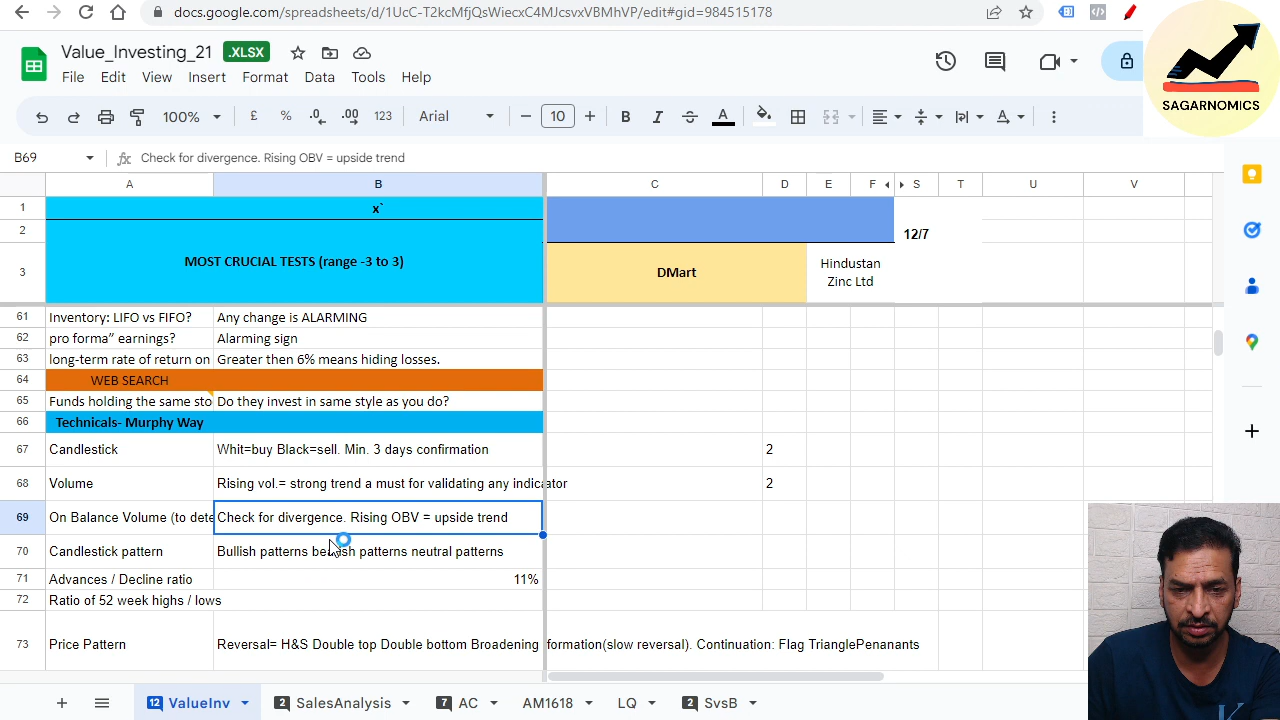 docs.google.com/spreadsheets/d/1UcC-T2kcMfjQsWiecxC4MJcsvxVBMhVP/edit#gid=984515178
Value_Investing_21 .XLSX
File Edit View Insert Format Data Tools Help
SAGARNOMICS
100% £ % .0 .00 123 Arial 10 B I S A
B69 fx Check for divergence. Rising OBV = upside trend
A B C D E F S T U V
1 x`
2 12/7
3 MOST CRUCIAL TESTS (range -3 to 3) DMart Hindustan Zinc Ltd
61 Inventory: LIFO vs FIFO? Any change is ALARMING
62 pro forma” earnings? Alarming sign
63 long-term rate of return on Greater then 6% means hiding losses.
64 WEB SEARCH
65 Funds holding the same sto Do they invest in same style as you do?
66 Technicals- Murphy Way
67 Candlestick Whit=buy Black=sell. Min. 3 days confirmation 2
68 Volume Rising vol.= strong trend a must for validating any indicator 2
69 On Balance Volume (to dete Check for divergence. Rising OBV = upside trend
70 Candlestick pattern Bullish patterns bearish patterns neutral patterns
71 Advances / Decline ratio 11%
72 Ratio of 52 week highs / lows
73 Price Pattern Reversal= H&S Double top Double bottom Broadening formation(slow reversal). Continuation: Flag TrianglePenanants
12 ValueInv 2 SalesAnalysis 7 AC AM1618 LQ 2 SvsB